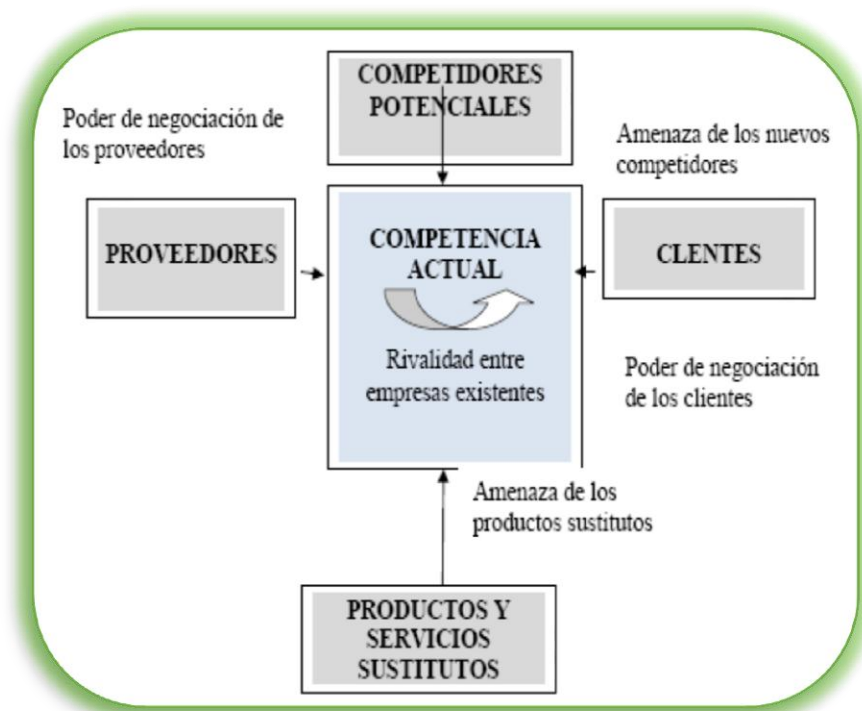 COMPETIDORES
POTENCIALES
Poder de negociación de
los proveedores
Amenaza de los nuevos
competidores
PROVEEDORES
COMPETENCIA
ACTUAL
Rivalidad entre
empresas existentes
CLENTES
Poder de negociación
de los clientes
Amenaza de los
productos sustitutos
PRODUCTOS Y
SERVICIOS
SUSTITUTOS